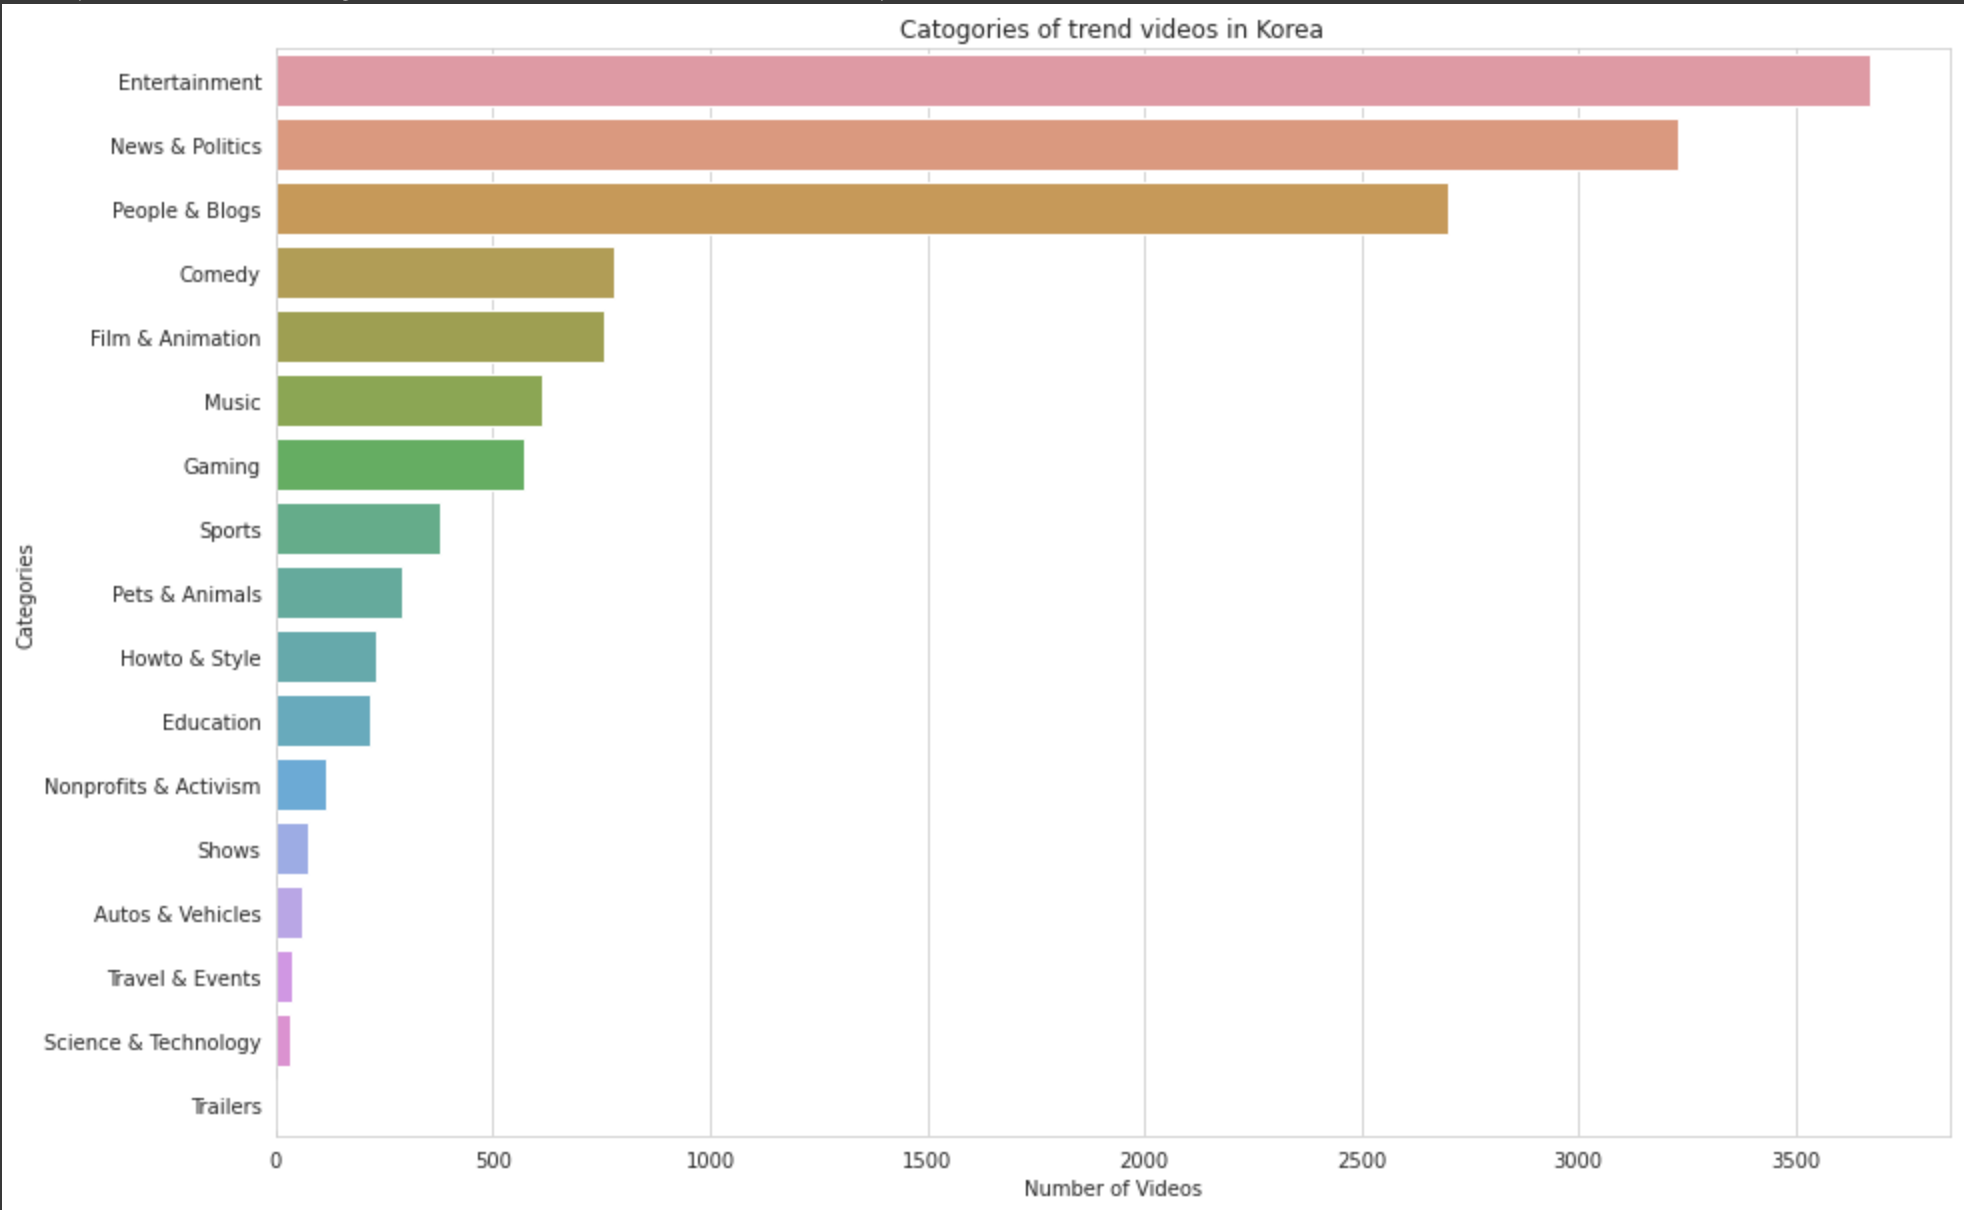 Catogories of trend videos in Korea
Entertainment
News & Politics
People & Blogs
Comedy
Film & Animation
Music
Gaming
Sports
Pets & Animals
Howto & Style
Education
Nonprofits & Activism
Shows
Autos & Vehicles
Travel & Events
Science & Technology
Trailers
Categories
0 500 1000 1500 2000 2500 3000 3500
Number of Videos